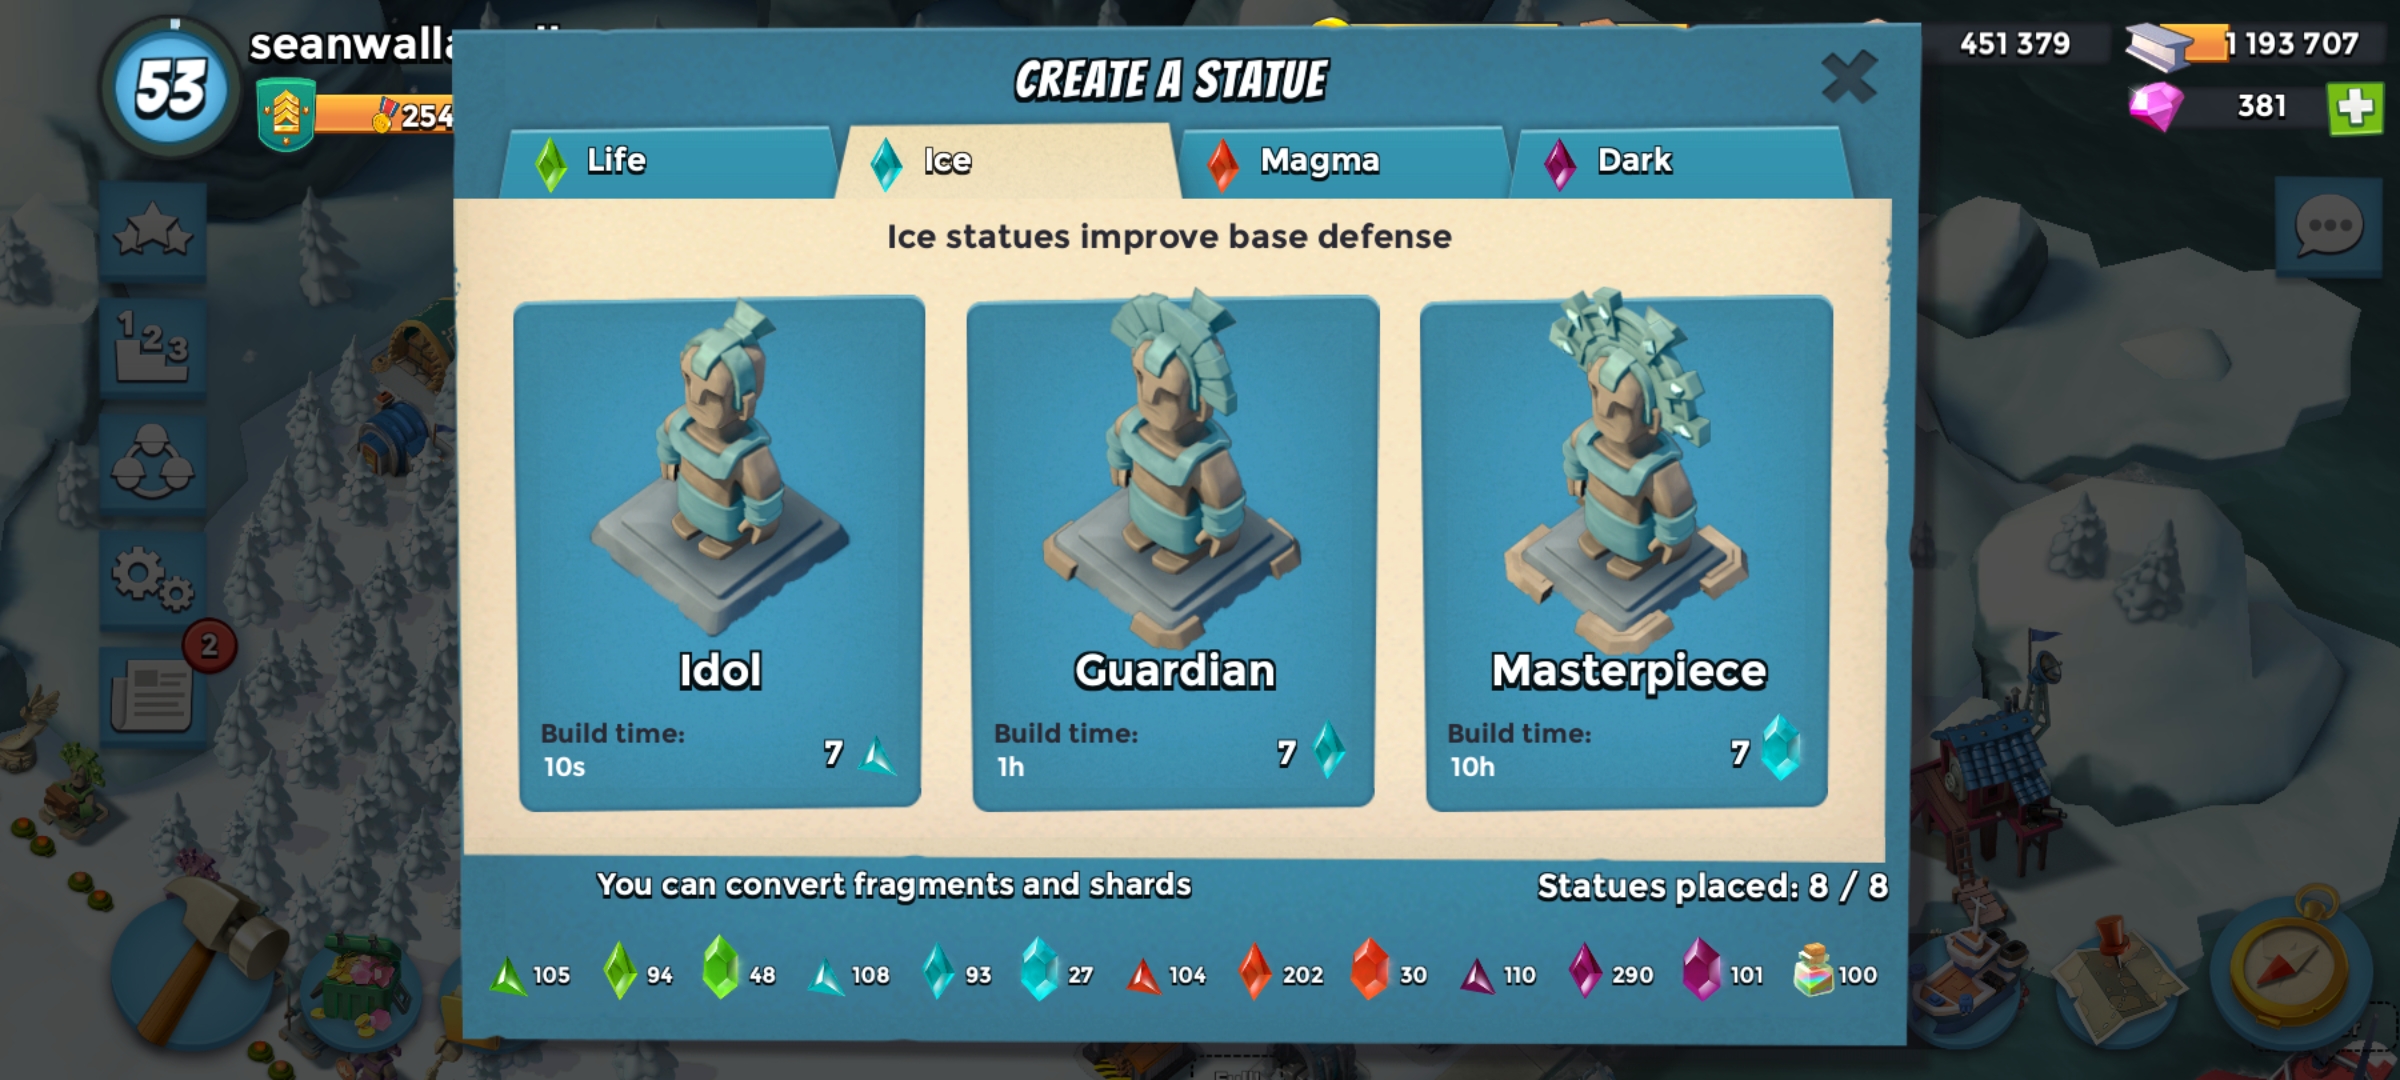 53
254
451 379
1 193 707
381
CREATE A STATUE
Life
Ice
Magma
Dark
Ice statues improve base defense
1 2 3
Idol
Guardian
Masterpiece
2
Build time:
10s
7
Build time:
1h
7
Build time:
10h
7
You can convert fragments and shards
Statues placed: 8 / 8
105
94
48
108
93
27
104
202
30
110
290
101
100